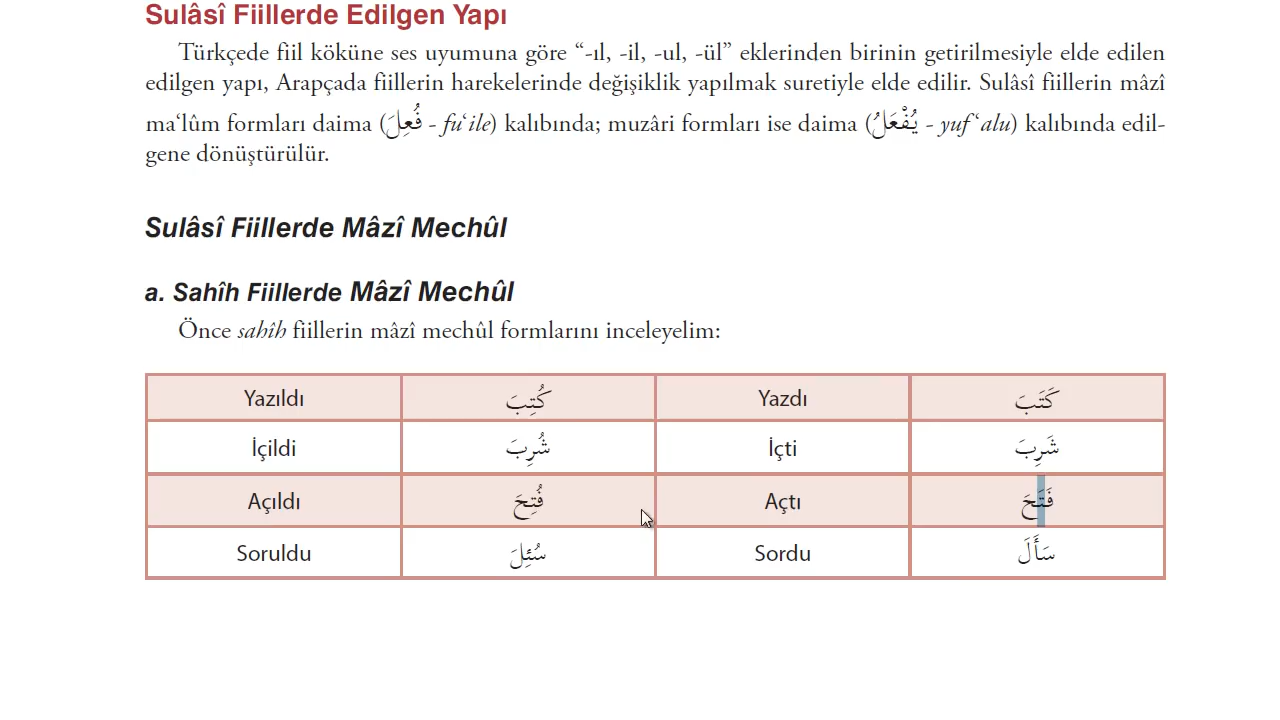 Sulâsî Fiillerde Edilgen Yapı
Türkçede fiil köküne ses uyumuna göre “-ıl, -il, -ul, -ül” eklerinden birinin getirilmesiyle elde edilen
edilgen yapı, Arapçada fiillerin harekelerinde değişiklik yapılmak suretiyle elde edilir. Sulâsî fiillerin mâzî
ma‘lûm formları daima (فُعِلَ - fu‘ile) kalıbında; muzâri formları ise daima (يُفْعَلُ - yuf‘alu) kalıbında edil-
gene dönüştürülür.
Sulâsî Fiillerde Mâzî Mechûl
a. Sahîh Fiillerde Mâzî Mechûl
Önce sahîh fiillerin mâzî mechûl formlarını inceleyelim:
Yazıldı كُتِبَ Yazdı كَتَبَ
İçildi شُرِبَ İçti شَرِبَ
Açıldı فُتِحَ Açtı فَتَحَ
Soruldu سُئِلَ Sordu سَأَلَ